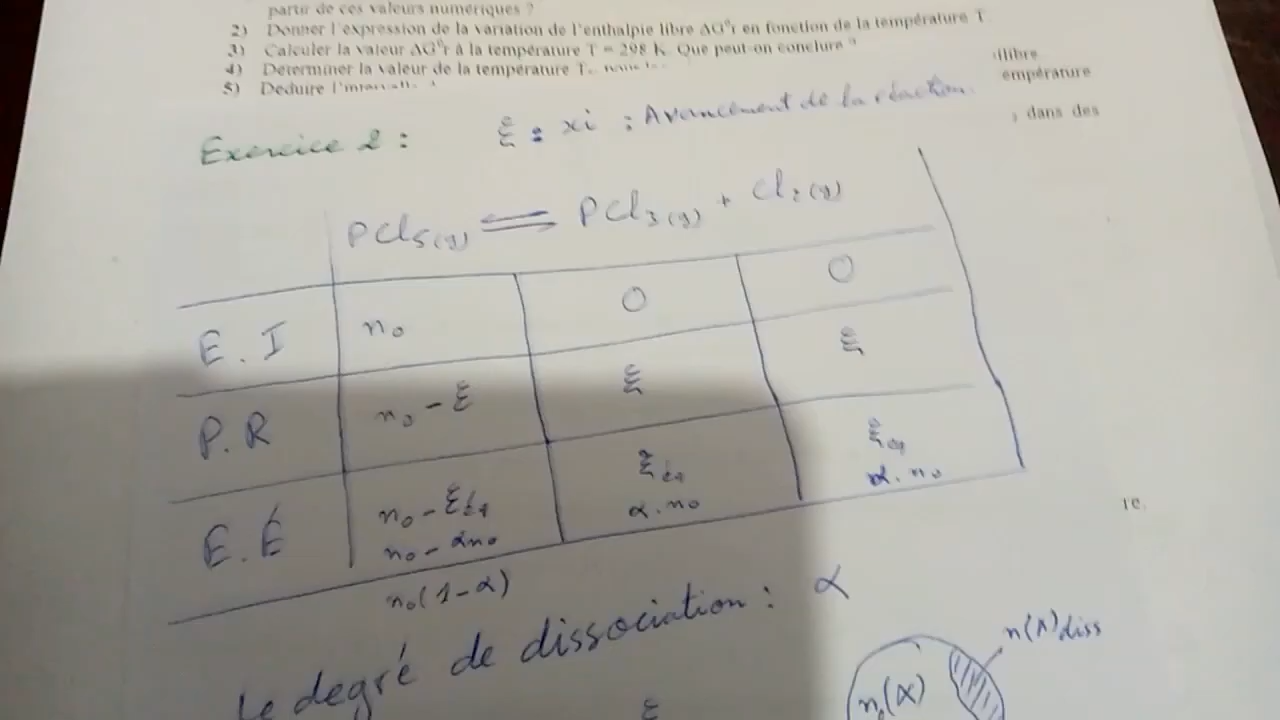 partir de ces valeurs numériques ?
2) Donner l'expression de la variation de l'enthalpie libre ΔG°r en fonction de la température T
3) Calculer la valeur ΔG°r à la température T = 298 K. Que peut-on conclure ?
4) Déterminer la valeur de la température T
5) Déduire
empérature
, dans des
Exercice 2 : ξ : xi : Avancement de la réaction.
PCl5(g) ⇌ PCl3(g) + Cl2(g)
E.I n0 0 0
P.R n0 - ξ ξ ξ
E.É n0 - ξéq ξéq ξéq
n0 - αn0 α.n0 α.n0
n0(1-α)
Le degré de dissociation : α
n(A)diss
ξ